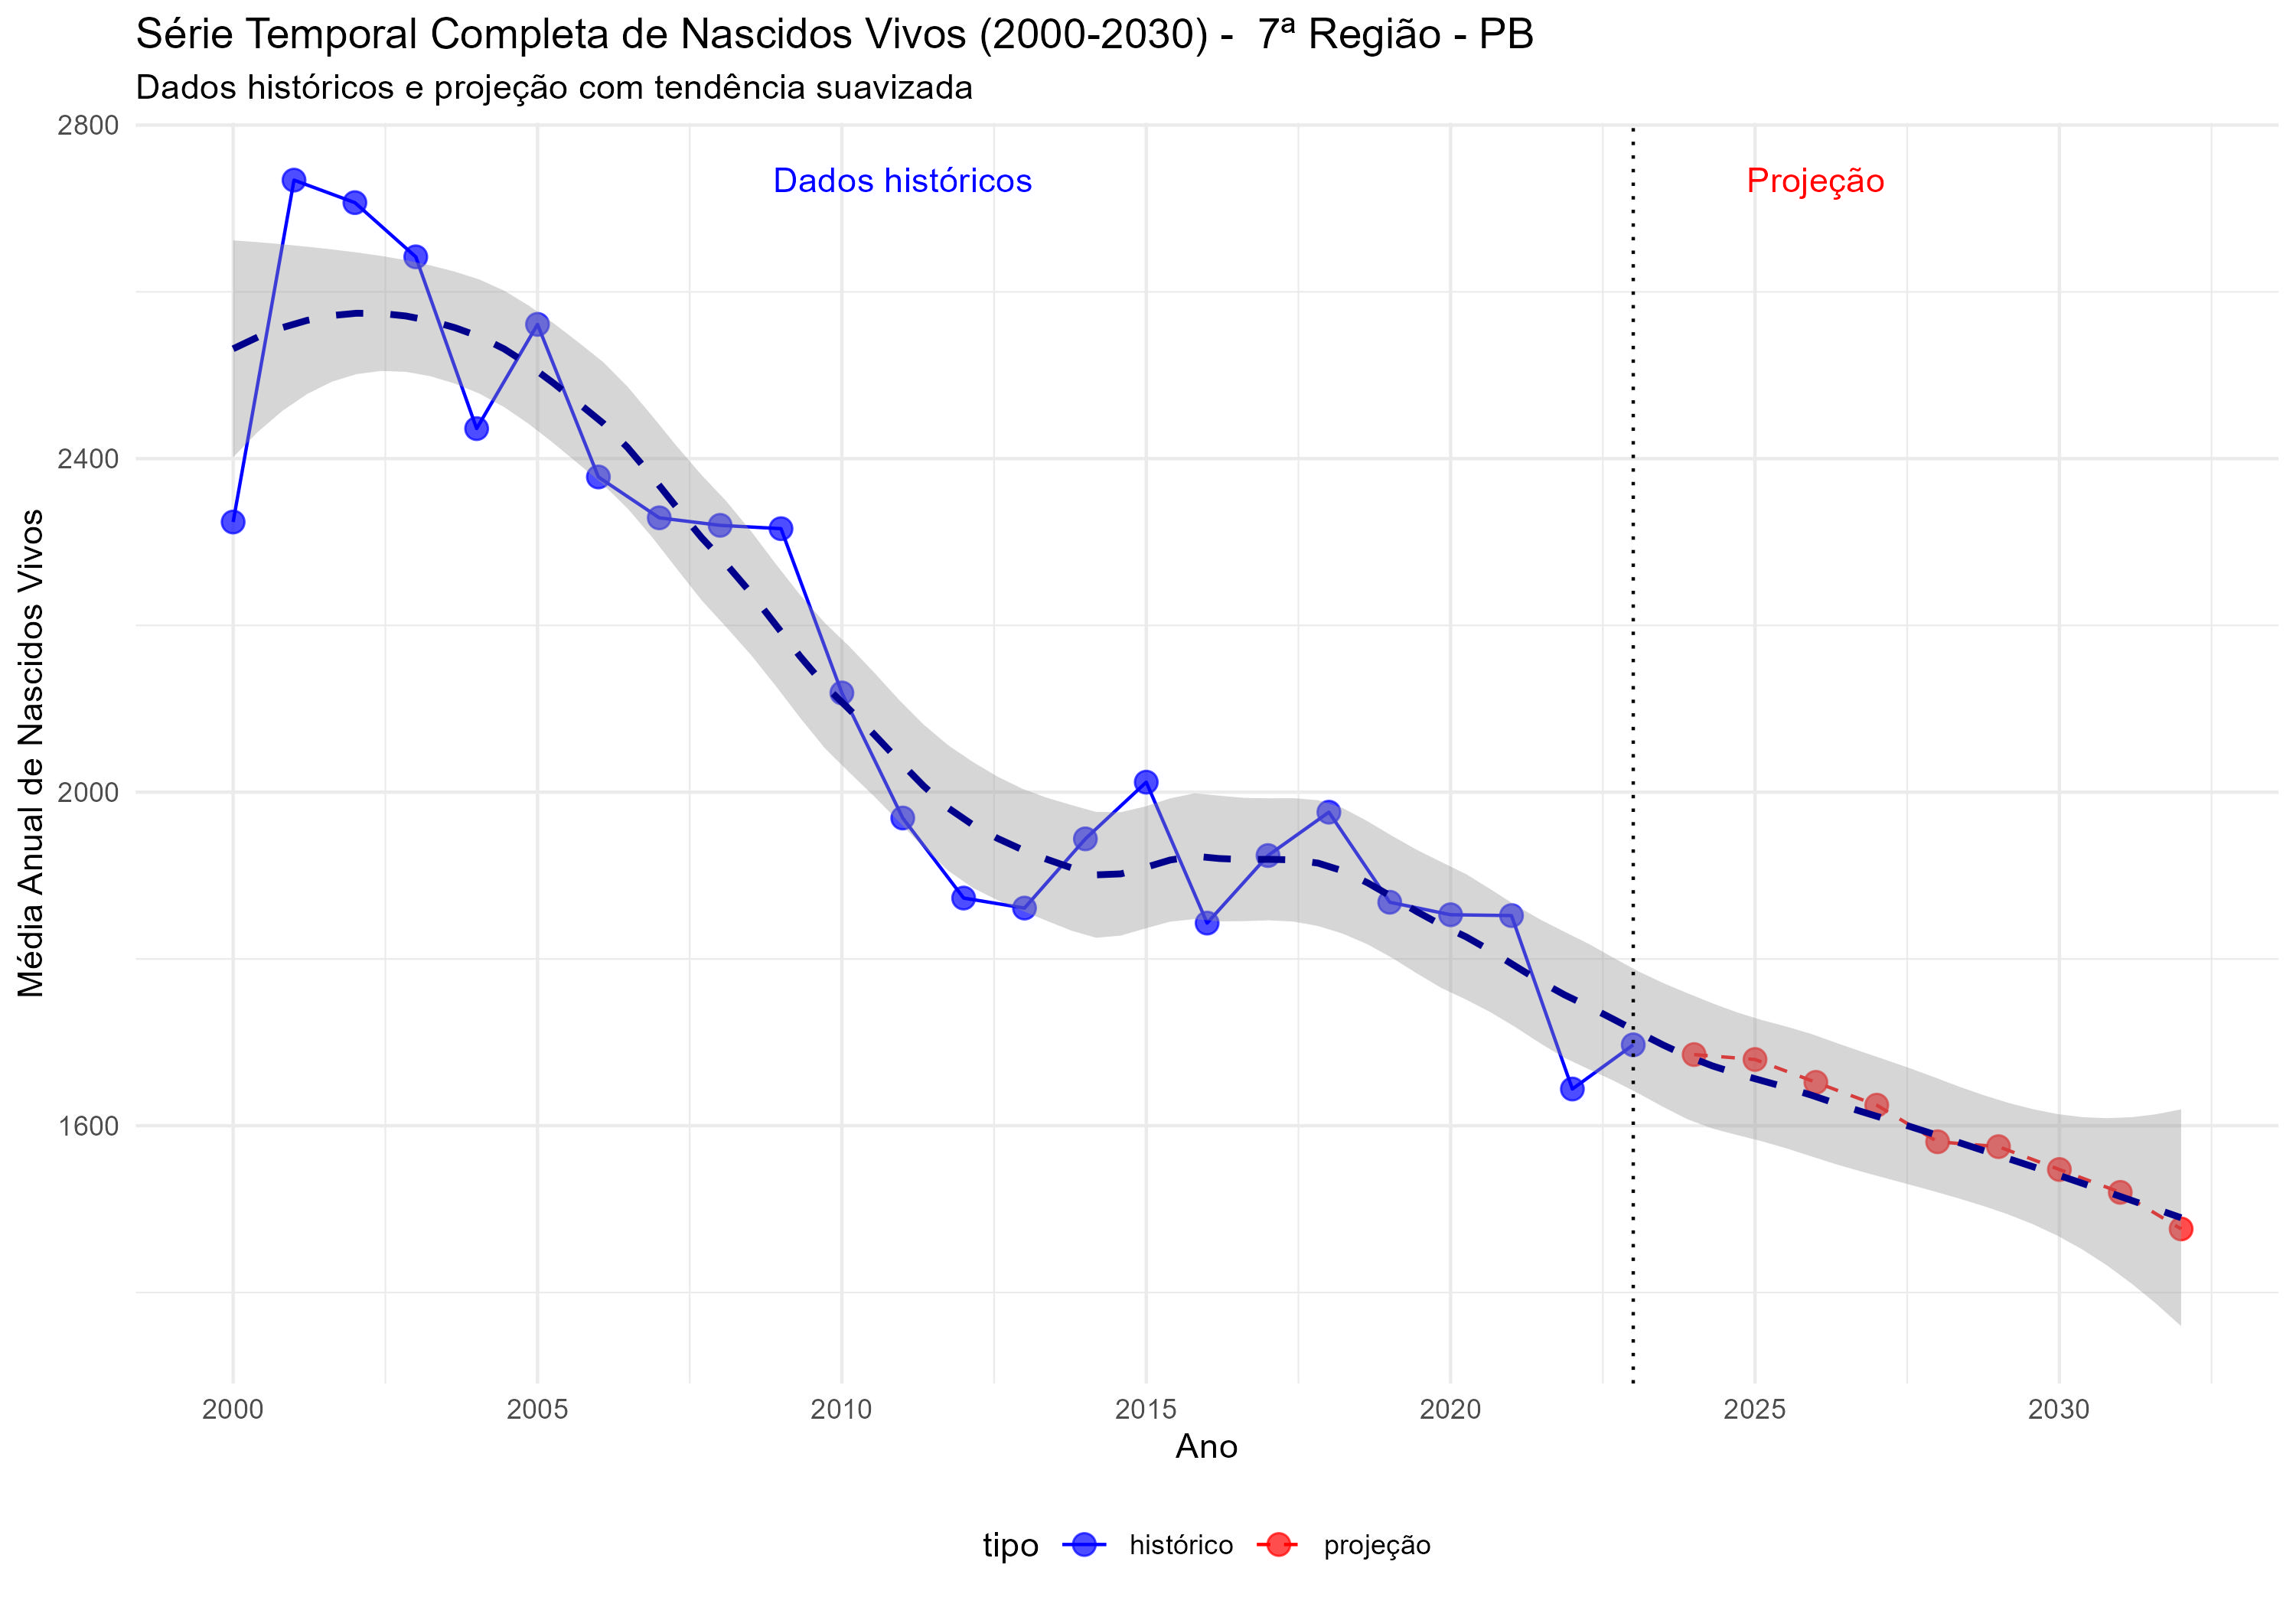 Série Temporal Completa de Nascidos Vivos (2000-2030) -  7ª Região - PB
Dados históricos e projeção com tendência suavizada
Dados históricos
Projeção
Média Anual de Nascidos Vivos
2800
2400
2000
1600
2000 2005 2010 2015 2020 2025 2030
Ano
tipo histórico projeção